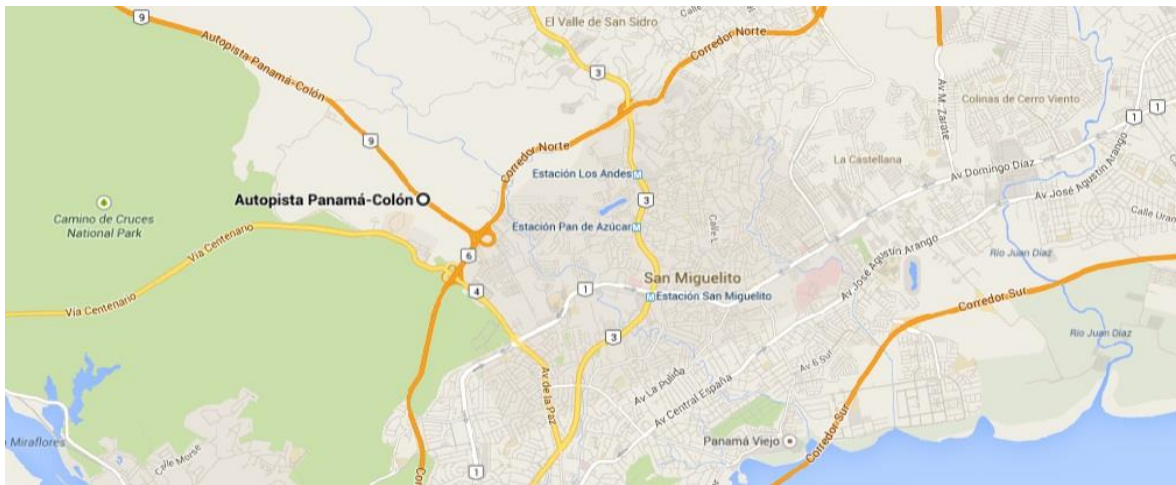 9
El Valle de San Sidro
Corredor Norte
Autopista Panamá-Colón
3
1
1
Av M. Zarate
Colinas de Cerro Viento
9
Corredor Norte
La Castellana
Estación Los Andes M
Av Domingo Díaz
Av José Agustín Arango
Autopista Panamá-Colón
3
Camino de Cruces
National Park
Vía Centenario
Estación Pan de Azúcar M
Calle L
Av José Agustín Arango
6
Río Juan Díaz
San Miguelito
4
1
M Estación San Miguelito
Vía Centenario
Corredor Sur
3
Río Juan Díaz
Av 6 Sur
Av La Pulida
Av de la Paz
Av Central España
Miraflores
Calle Morse
Panamá Viejo
Corredor Sur
1